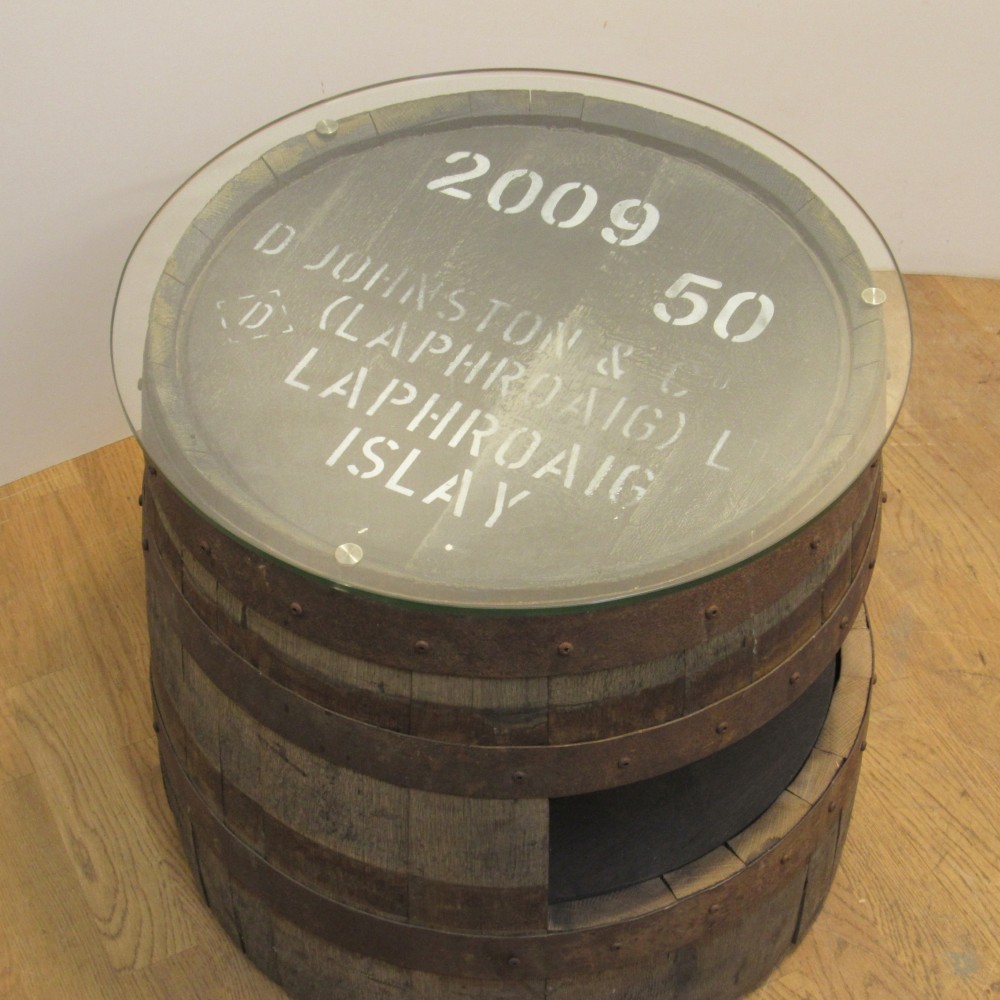 2009
50
D JOHNSTON & Co
D
(LAPHROAIG) L
LAPHROAIG
ISLAY